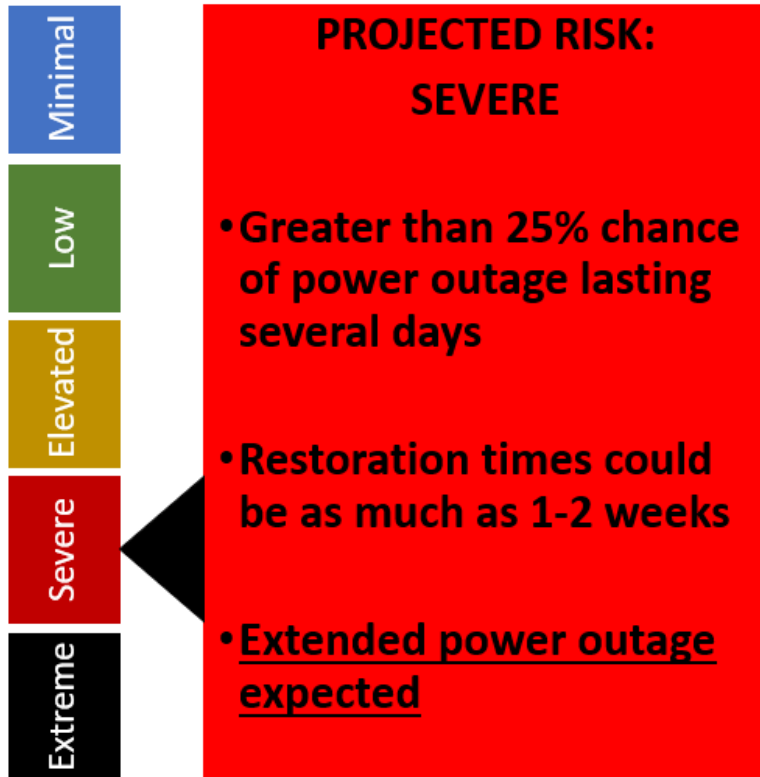 Minimal
Low
Elevated
Severe
Extreme
PROJECTED RISK:
SEVERE
•Greater than 25% chance
of power outage lasting
several days
•Restoration times could
be as much as 1-2 weeks
•Extended power outage
expected